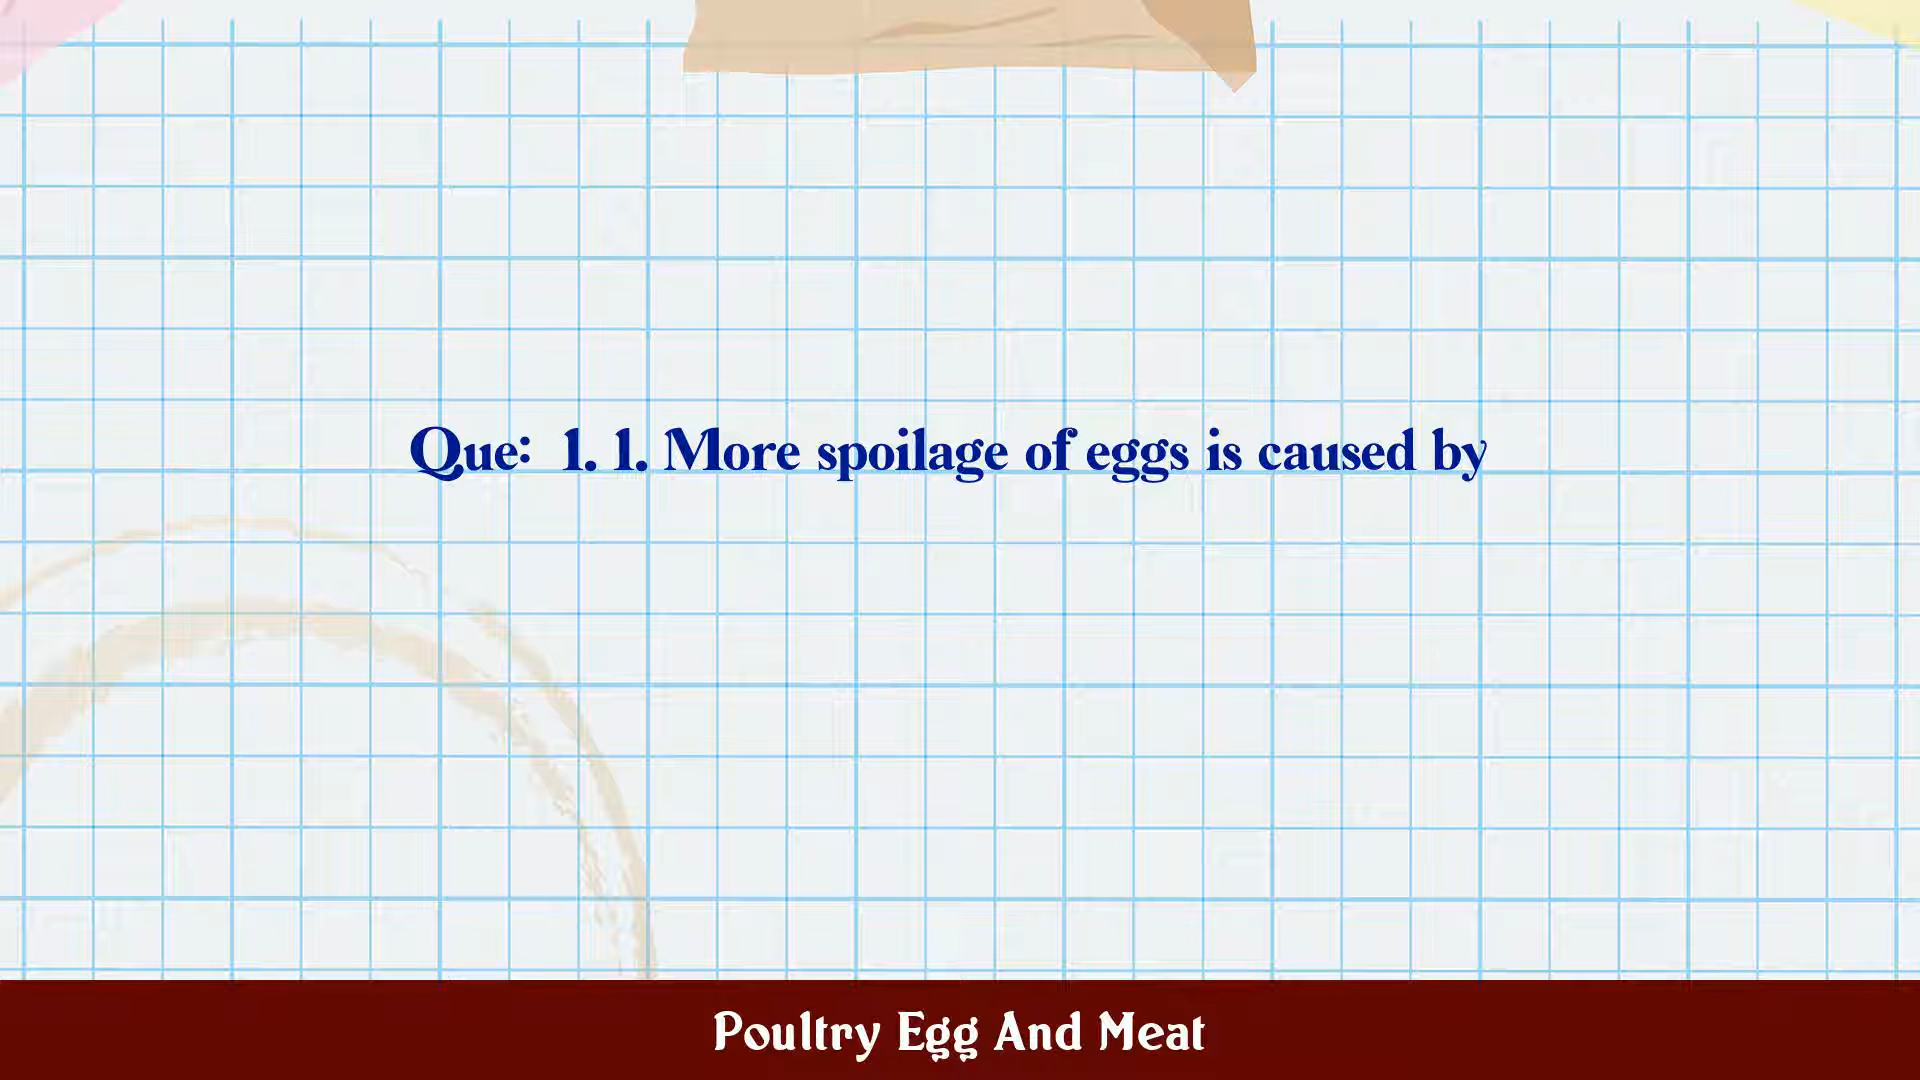 Que: 1. 1. More spoilage of eggs is caused by
Poultry Egg And Meat